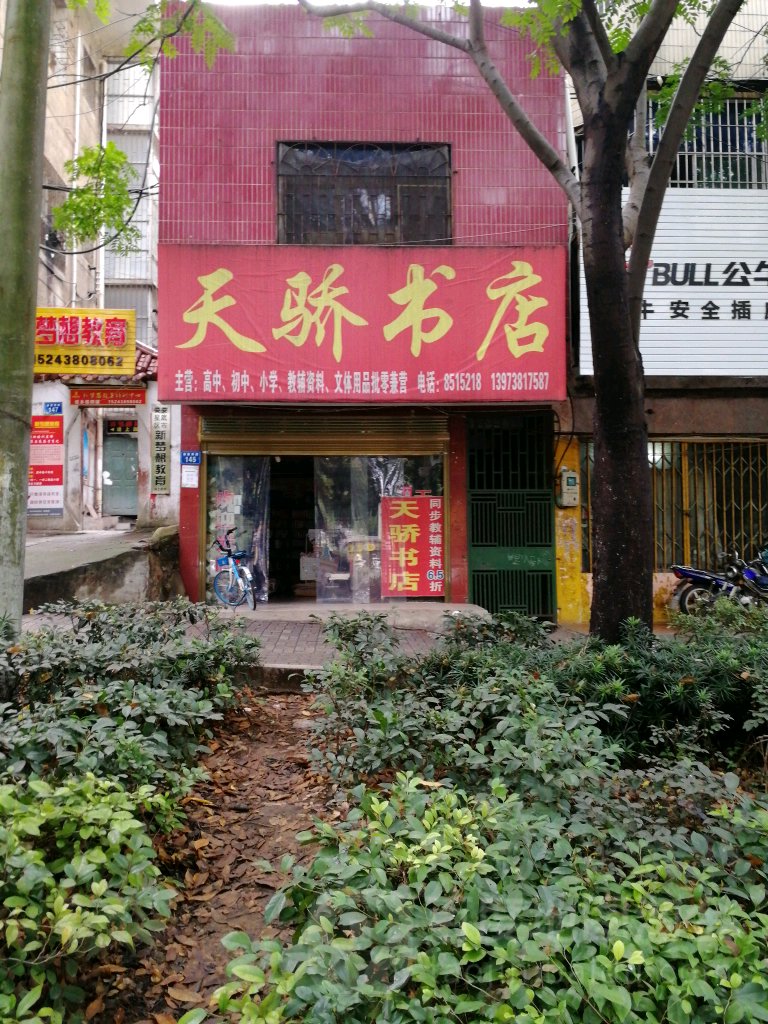 天骄书店
主营：高中、初中、小学、教辅资料、文体用品批零兼营 电话：8515218 13973817587
梦想教育
15243808062
147
新梦想教育
145
天骄书店
同步教辅资料6.5折
BULL公牛
牛安全插座